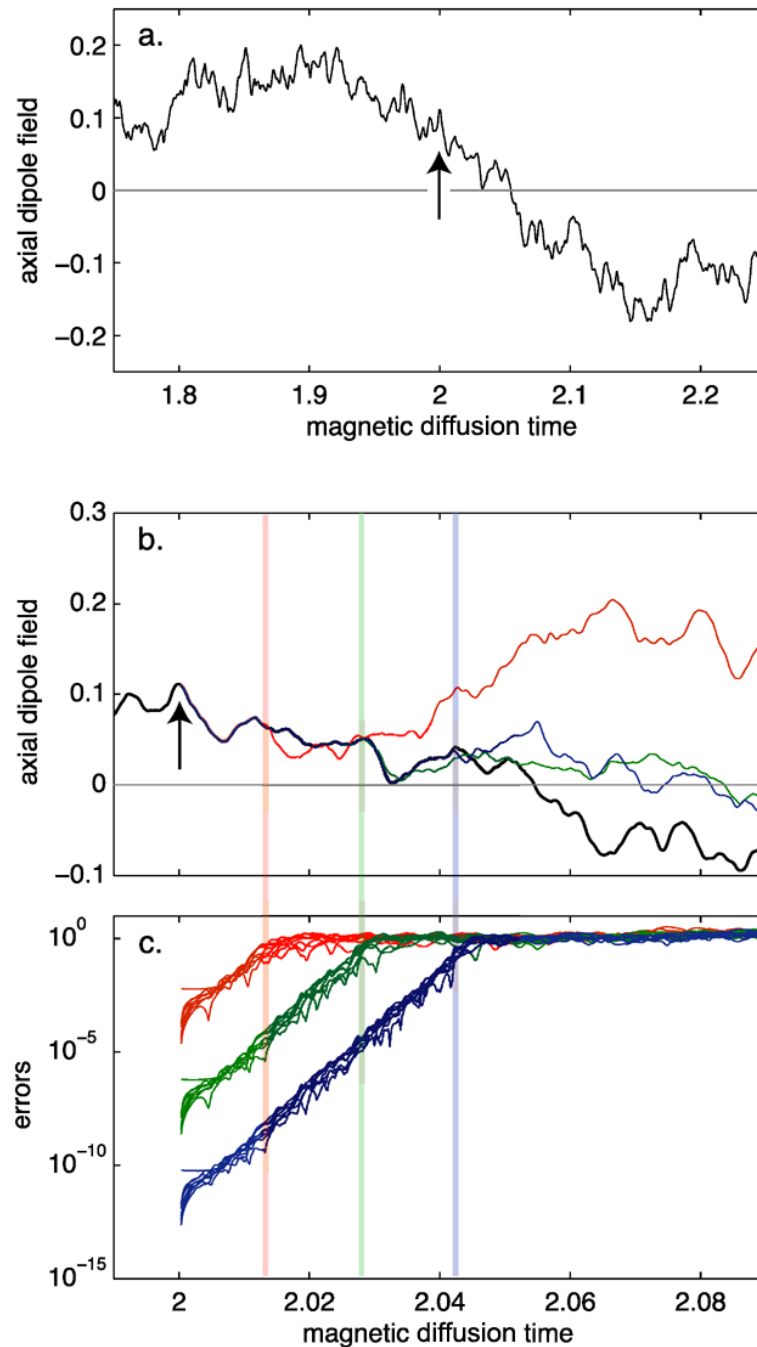 a.
axial dipole field
0.2
0.1
0
−0.1
−0.2
1.8 1.9 2 2.1 2.2
magnetic diffusion time
b.
axial dipole field
0.3
0.2
0.1
0
−0.1
c.
errors
10^0
10^−5
10^−10
10^−15
2 2.02 2.04 2.06 2.08
magnetic diffusion time